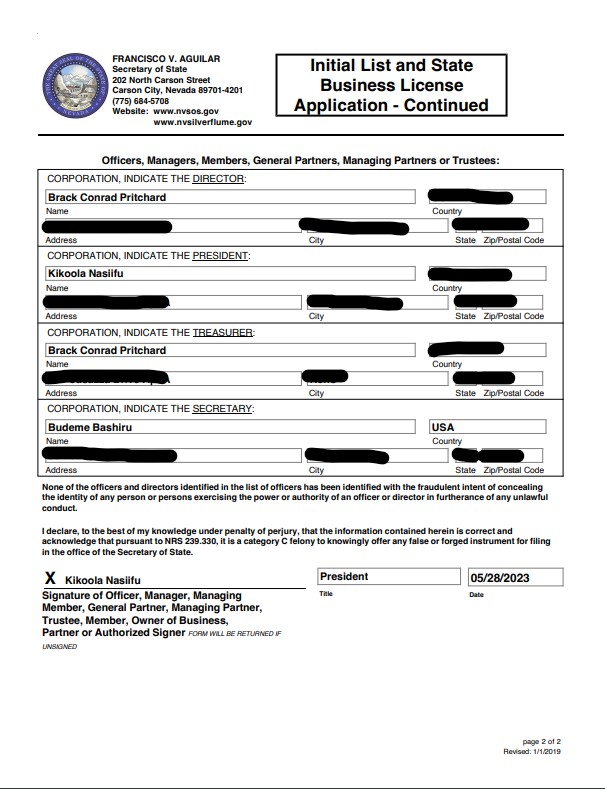 FRANCISCO V. AGUILAR
Secretary of State
202 North Carson Street
Carson City, Nevada 89701-4201
(775) 684-5708
Website: www.nvsos.gov
www.nvsilverflume.gov
Initial List and State
Business License
Application - Continued
Officers, Managers, Members, General Partners, Managing Partners or Trustees:
CORPORATION, INDICATE THE DIRECTOR:
Brack Conrad Pritchard
Name Country
Address City State Zip/Postal Code
CORPORATION, INDICATE THE PRESIDENT:
Kikoola Nasiifu
Name Country
Address City State Zip/Postal Code
CORPORATION, INDICATE THE TREASURER:
Brack Conrad Pritchard
Name Country
Address City State Zip/Postal Code
CORPORATION, INDICATE THE SECRETARY:
Budeme Bashiru USA
Name Country
Address City State Zip/Postal Code
None of the officers and directors identified in the list of officers has been identified with the fraudulent intent of concealing
the identity of any person or persons exercising the power or authority of an officer or director in furtherance of any unlawful
conduct.
I declare, to the best of my knowledge under penalty of perjury, that the information contained herein is correct and
acknowledge that pursuant to NRS 239.330, it is a category C felony to knowingly offer any false or forged instrument for filing
in the office of the Secretary of State.
X Kikoola Nasiifu President 05/28/2023
Title Date
Signature of Officer, Manager, Managing
Member, General Partner, Managing Partner,
Trustee, Member, Owner of Business,
Partner or Authorized Signer FORM WILL BE RETURNED IF
UNSIGNED
page 2 of 2
Revised: 1/1/2019